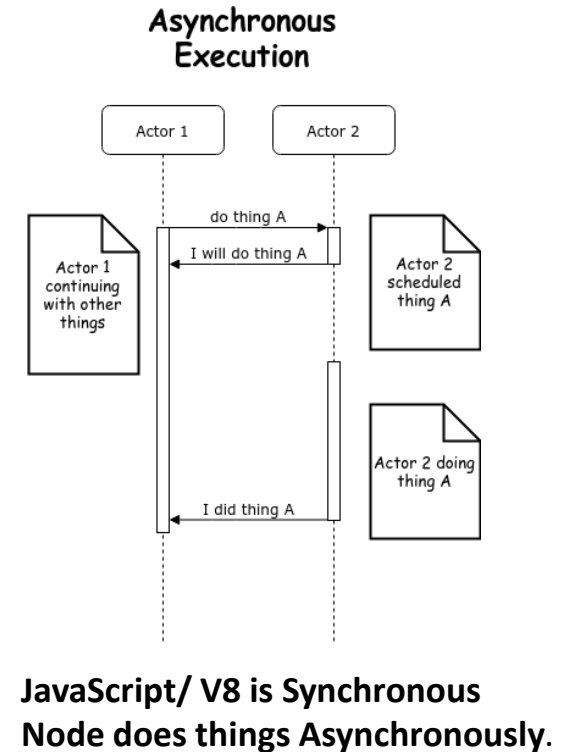 Asynchronous
Execution
Actor 1
Actor 2
do thing A
I will do thing A
Actor 1
continuing
with other
things
Actor 2
scheduled
thing A
Actor 2 doing
thing A
I did thing A
JavaScript/ V8 is Synchronous
Node does things Asynchronously.